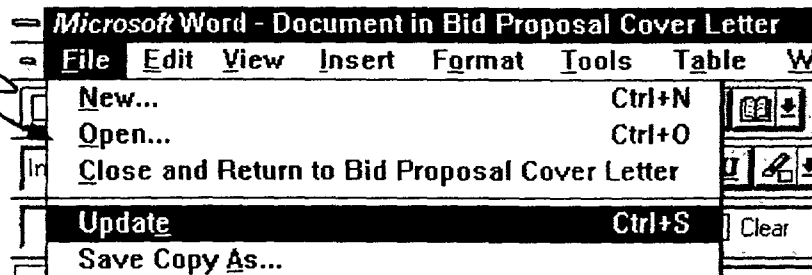 Microsoft Word - Document in Bid Proposal Cover Letter
File Edit View Insert Format Tools Table
New... Ctrl+N
Open... Ctrl+O
Close and Return to Bid Proposal Cover Letter
Update Ctrl+S
Clear
Save Copy As...